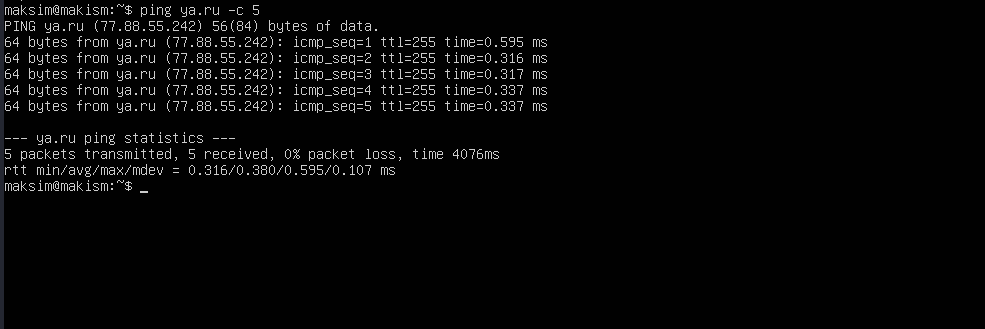 maksim@makism:~$ ping ya.ru -c 5
PING ya.ru (77.88.55.242) 56(84) bytes of data.
64 bytes from ya.ru (77.88.55.242): icmp_seq=1 ttl=255 time=0.595 ms
64 bytes from ya.ru (77.88.55.242): icmp_seq=2 ttl=255 time=0.316 ms
64 bytes from ya.ru (77.88.55.242): icmp_seq=3 ttl=255 time=0.317 ms
64 bytes from ya.ru (77.88.55.242): icmp_seq=4 ttl=255 time=0.337 ms
64 bytes from ya.ru (77.88.55.242): icmp_seq=5 ttl=255 time=0.337 ms

--- ya.ru ping statistics ---
5 packets transmitted, 5 received, 0% packet loss, time 4076ms
rtt min/avg/max/mdev = 0.316/0.380/0.595/0.107 ms
maksim@makism:~$ _